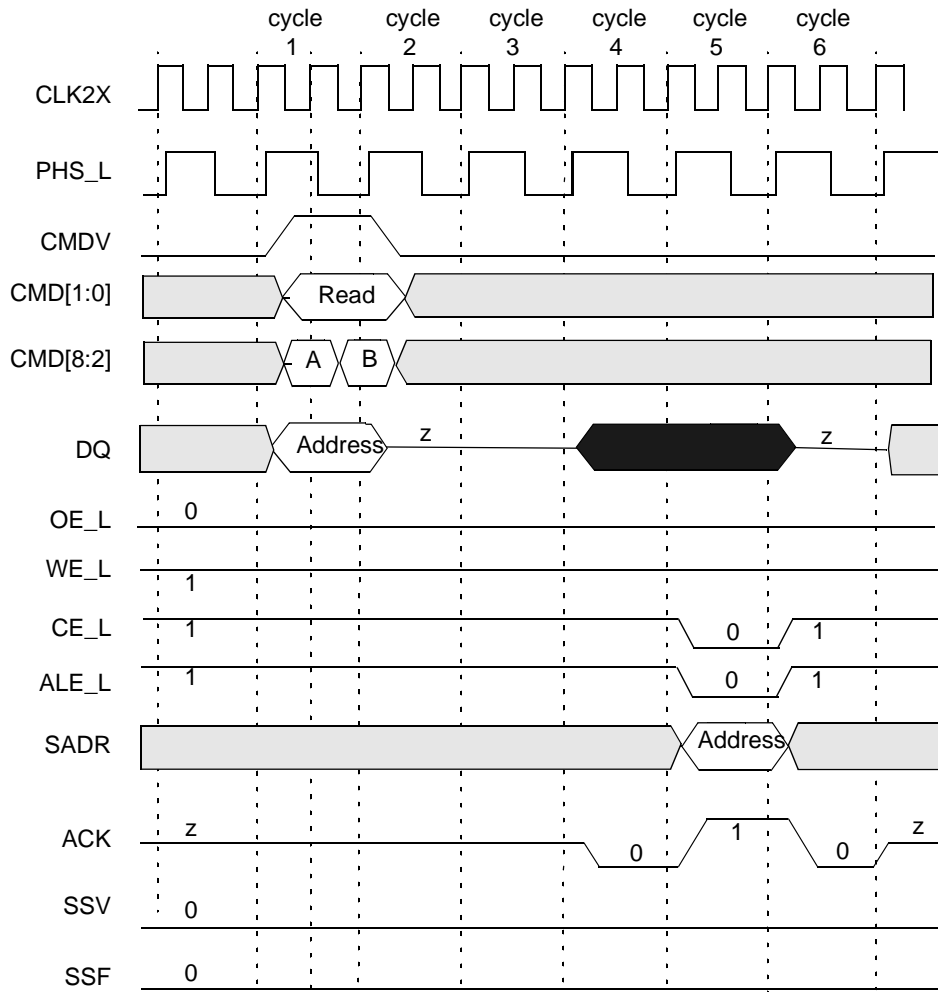 cycle cycle cycle cycle cycle cycle
1 2 3 4 5 6
CLK2X
PHS_L
CMDV
CMD[1:0] Read
CMD[8:2] A B
DQ Address z z
OE_L 0
WE_L 1
CE_L 1 0 1
ALE_L 1 0 1
SADR Address
ACK z 0 1 0 z
SSV 0
SSF 0